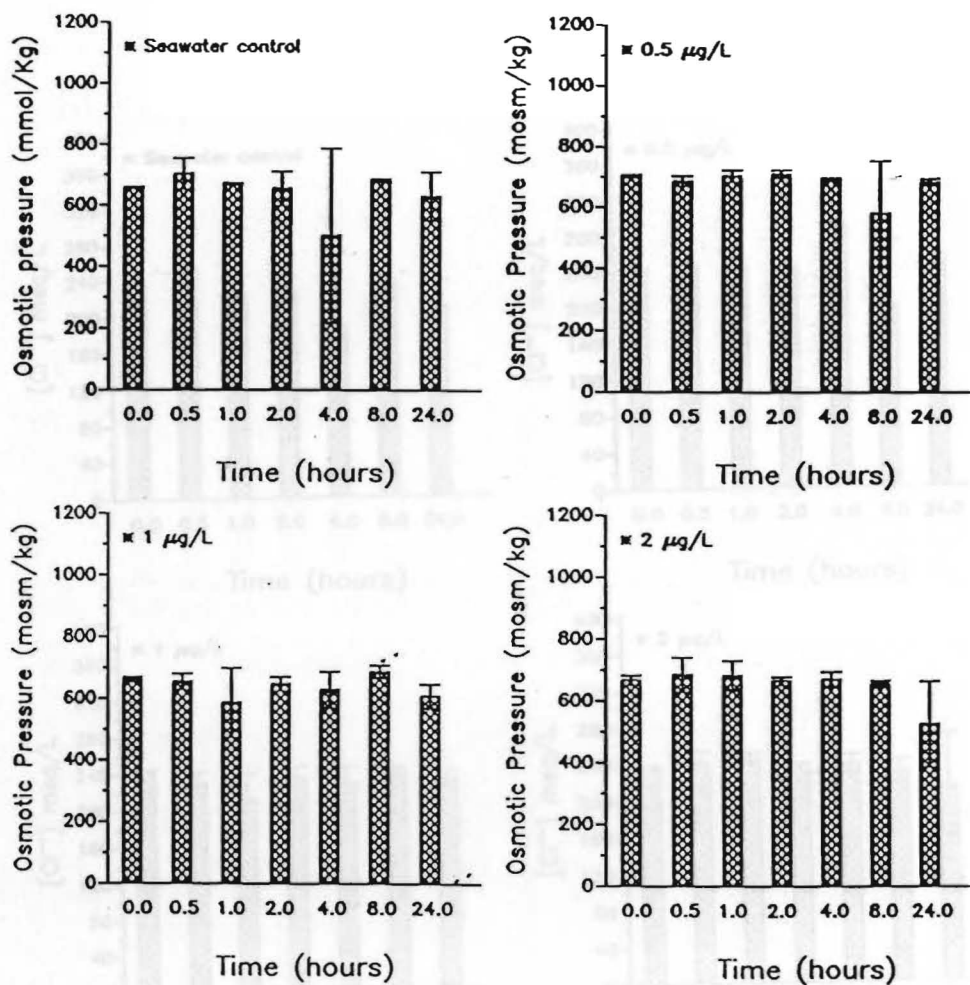 Seawater control
Osmotic pressure (mmol/Kg)
1200
1000
800
600
400
200
0
0.0 0.5 1.0 2.0 4.0 8.0 24.0
Time (hours)
0.5 µg/L
Osmotic Pressure (mosm/kg)
1200
1000
800
600
400
200
0
0.0 0.5 1.0 2.0 4.0 8.0 24.0
Time (hours)
1 µg/L
Osmotic Pressure (mosm/kg)
1200
1000
800
600
400
200
0
0.0 0.5 1.0 2.0 4.0 8.0 24.0
Time (hours)
2 µg/L
Osmotic Pressure (mosm/kg)
1200
1000
800
600
400
200
0
0.0 0.5 1.0 2.0 4.0 8.0 24.0
Time (hours)